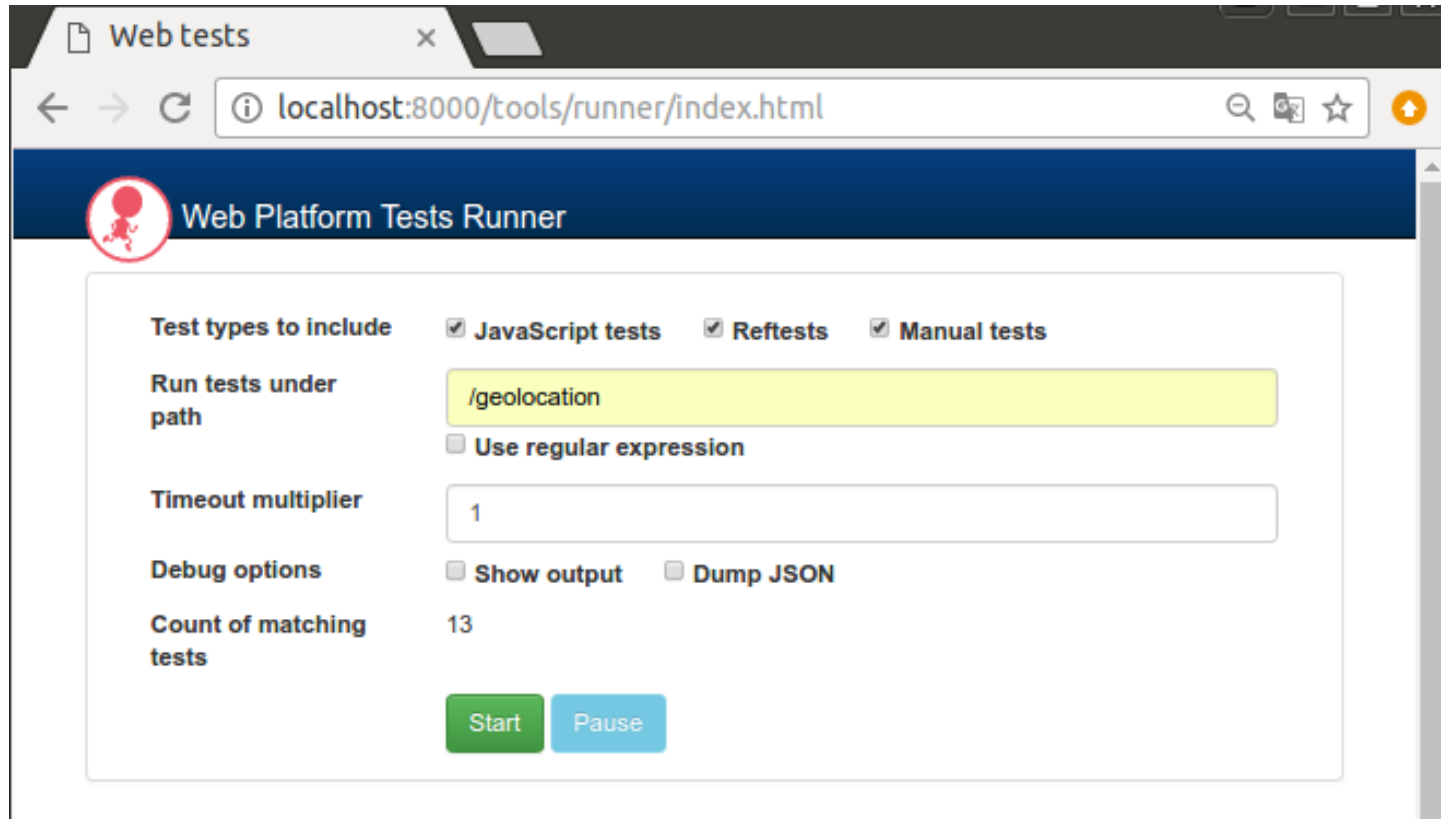 Web tests
localhost:8000/tools/runner/index.html
Web Platform Tests Runner
Test types to include JavaScript tests Reftests Manual tests
Run tests under
path
/geolocation
Use regular expression
Timeout multiplier 1
Debug options Show output Dump JSON
Count of matching
tests
13
Start Pause